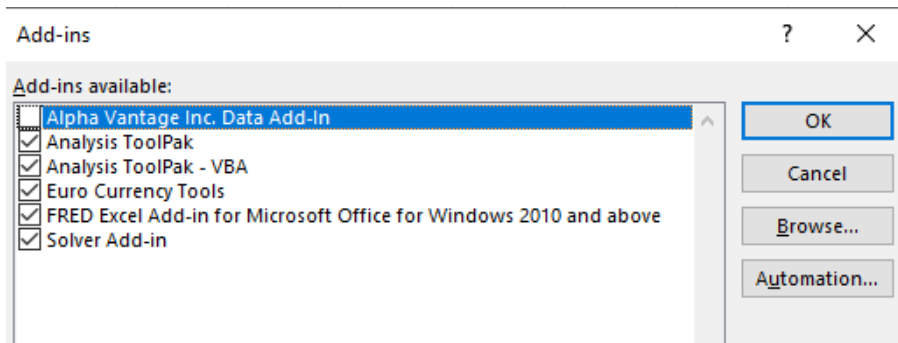 Add-ins
Add-ins available:
Alpha Vantage Inc. Data Add-In
Analysis ToolPak
Analysis ToolPak - VBA
Euro Currency Tools
FRED Excel Add-in for Microsoft Office for Windows 2010 and above
Solver Add-in
OK
Cancel
Browse...
Automation...